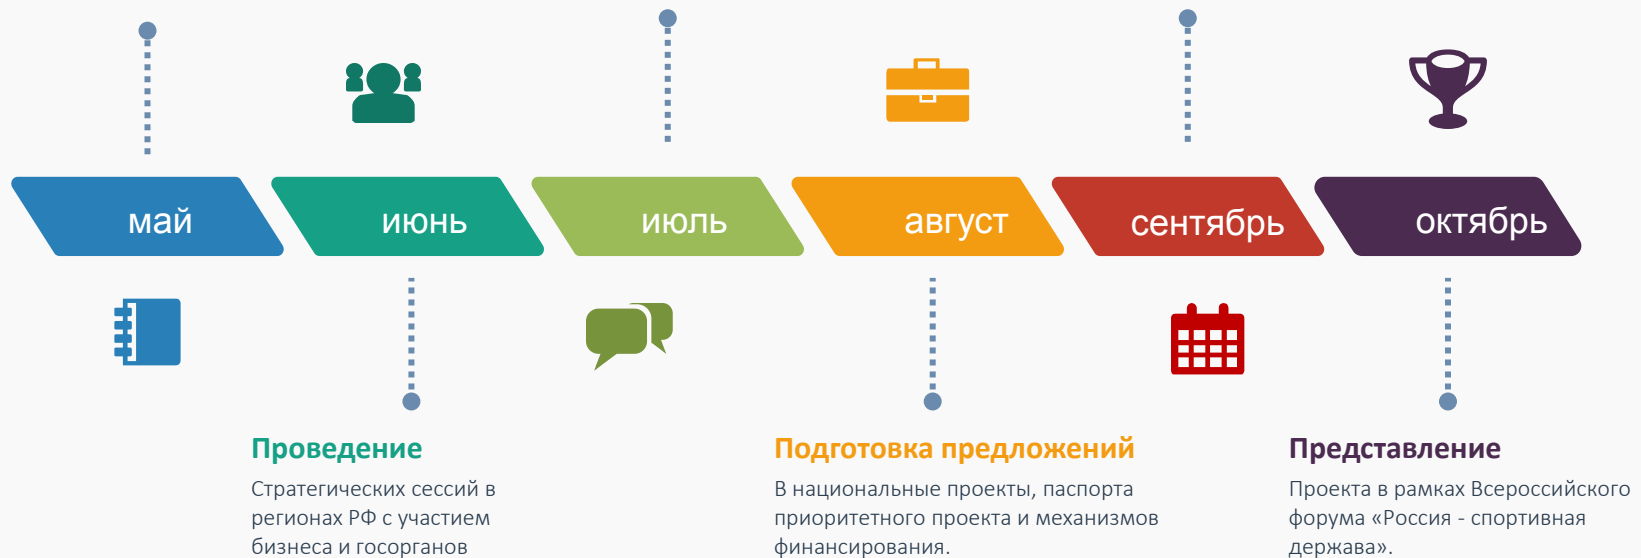 май
июнь
июль
август
сентябрь
октябрь
Проведение
Стратегических сессий в
регионах РФ с участием
бизнеса и госорганов
Подготовка предложений
В национальные проекты, паспорта
приоритетного проекта и механизмов
финансирования.
Представление
Проекта в рамках Всероссийского
форума «Россия - спортивная
держава».